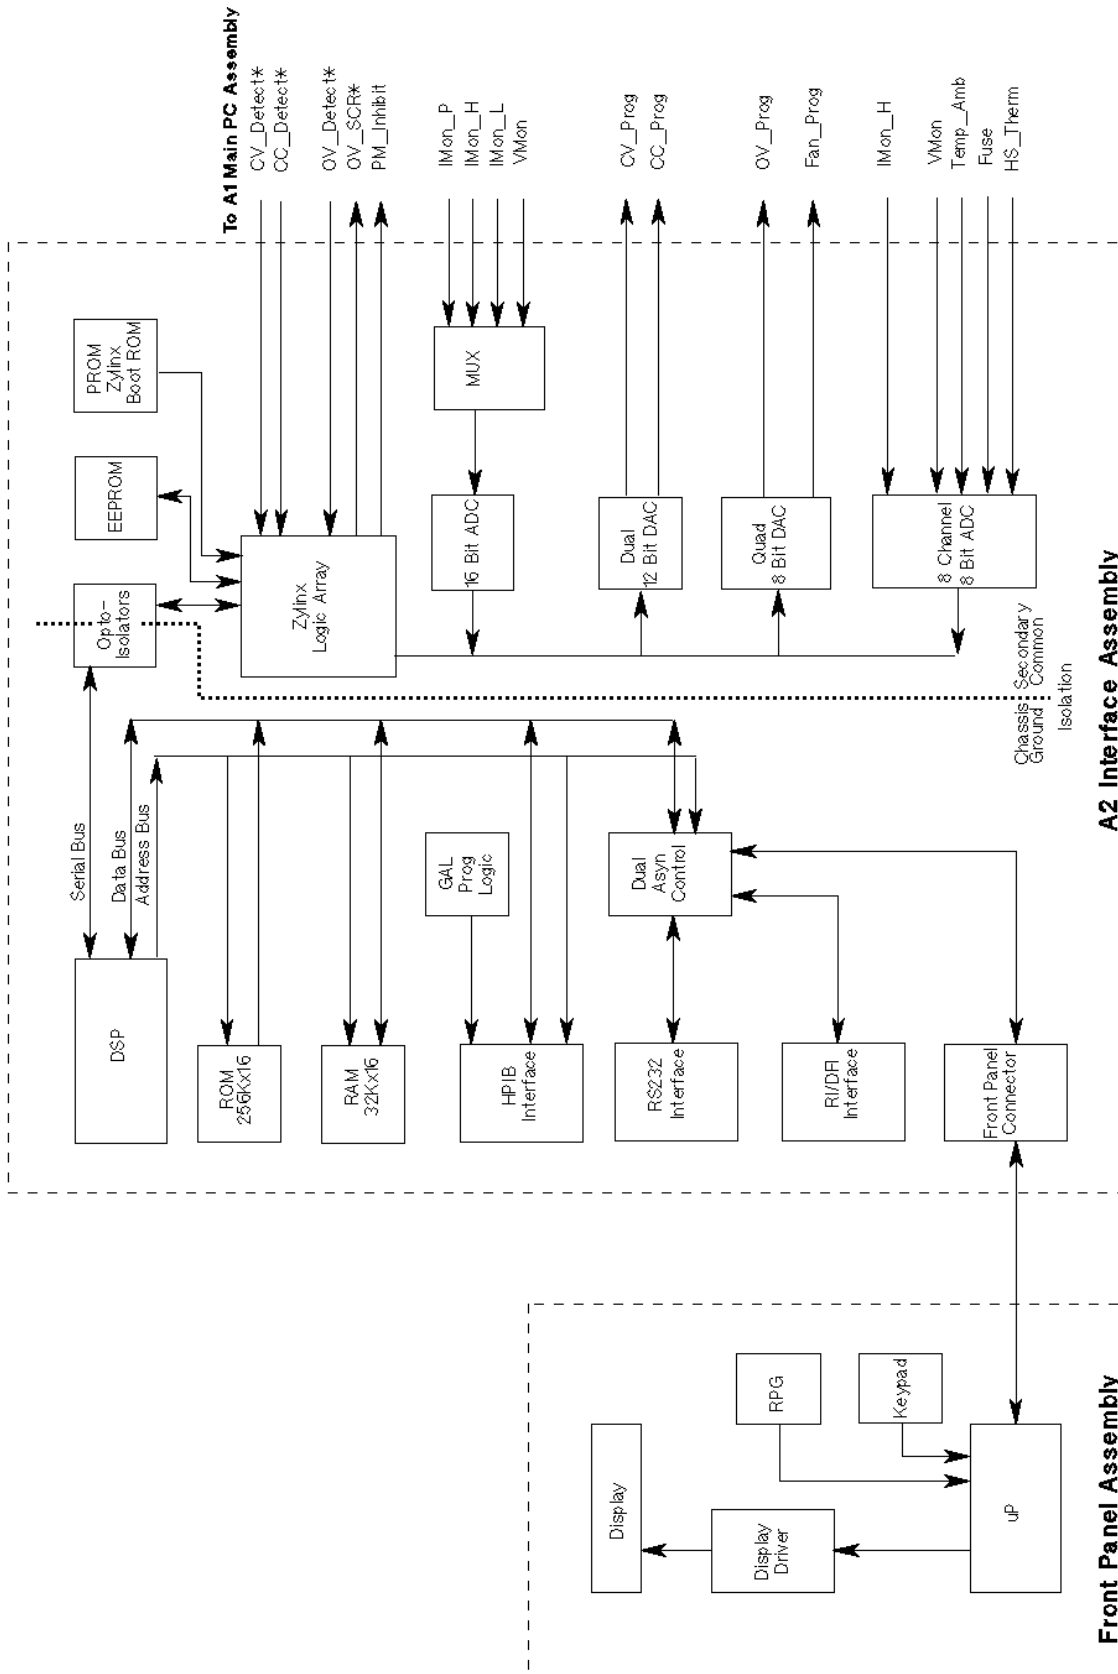 To A1 Main PC Assembly
CV_Detect*
CC_Detect*
OV_Detect*
OV_SCR*
PM_Inhibit
IMon_P
IMon_H
IMon_L
VMon
CV_Prog
CC_Prog
OV_Prog
Fan_Prog
IMon_H
VMon
Temp_Amb
Fuse
HS_Therm
PROM
Zylinx
Boot ROM
EEPROM
Opto-
Isolators
Zylinx
Logic Array
MUX
16 Bit ADC
Dual
12 Bit DAC
Quad
8 Bit DAC
8 Channel
8 Bit ADC
Serial Bus
Data Bus
Address Bus
Chassis
Ground
Secondary
Common
Isolation
A2 Interface Assembly
DSP
ROM
256Kx16
RAM
32Kx16
GAL
Prog
Logic
HPIB
Interface
Dual
Asyn
Control
RS232
Interface
RI/DFI
Interface
Front Panel
Connector
Display
Display
Driver
RPG
Keypad
uP
Front Panel Assembly